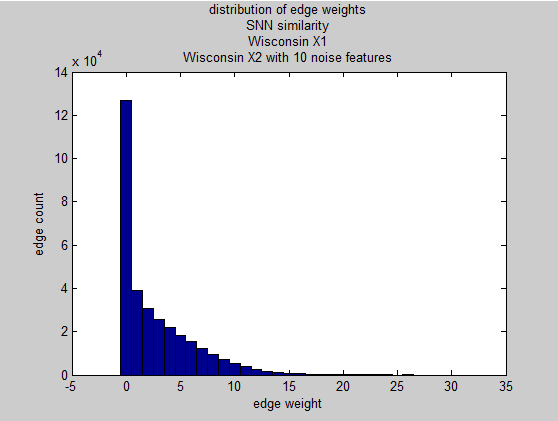 distribution of edge weights
SNN similarity
Wisconsin X1
Wisconsin X2 with 10 noise features
x 10^4
14
12
10
8
6
4
2
0
edge count
-5 0 5 10 15 20 25 30 35
edge weight